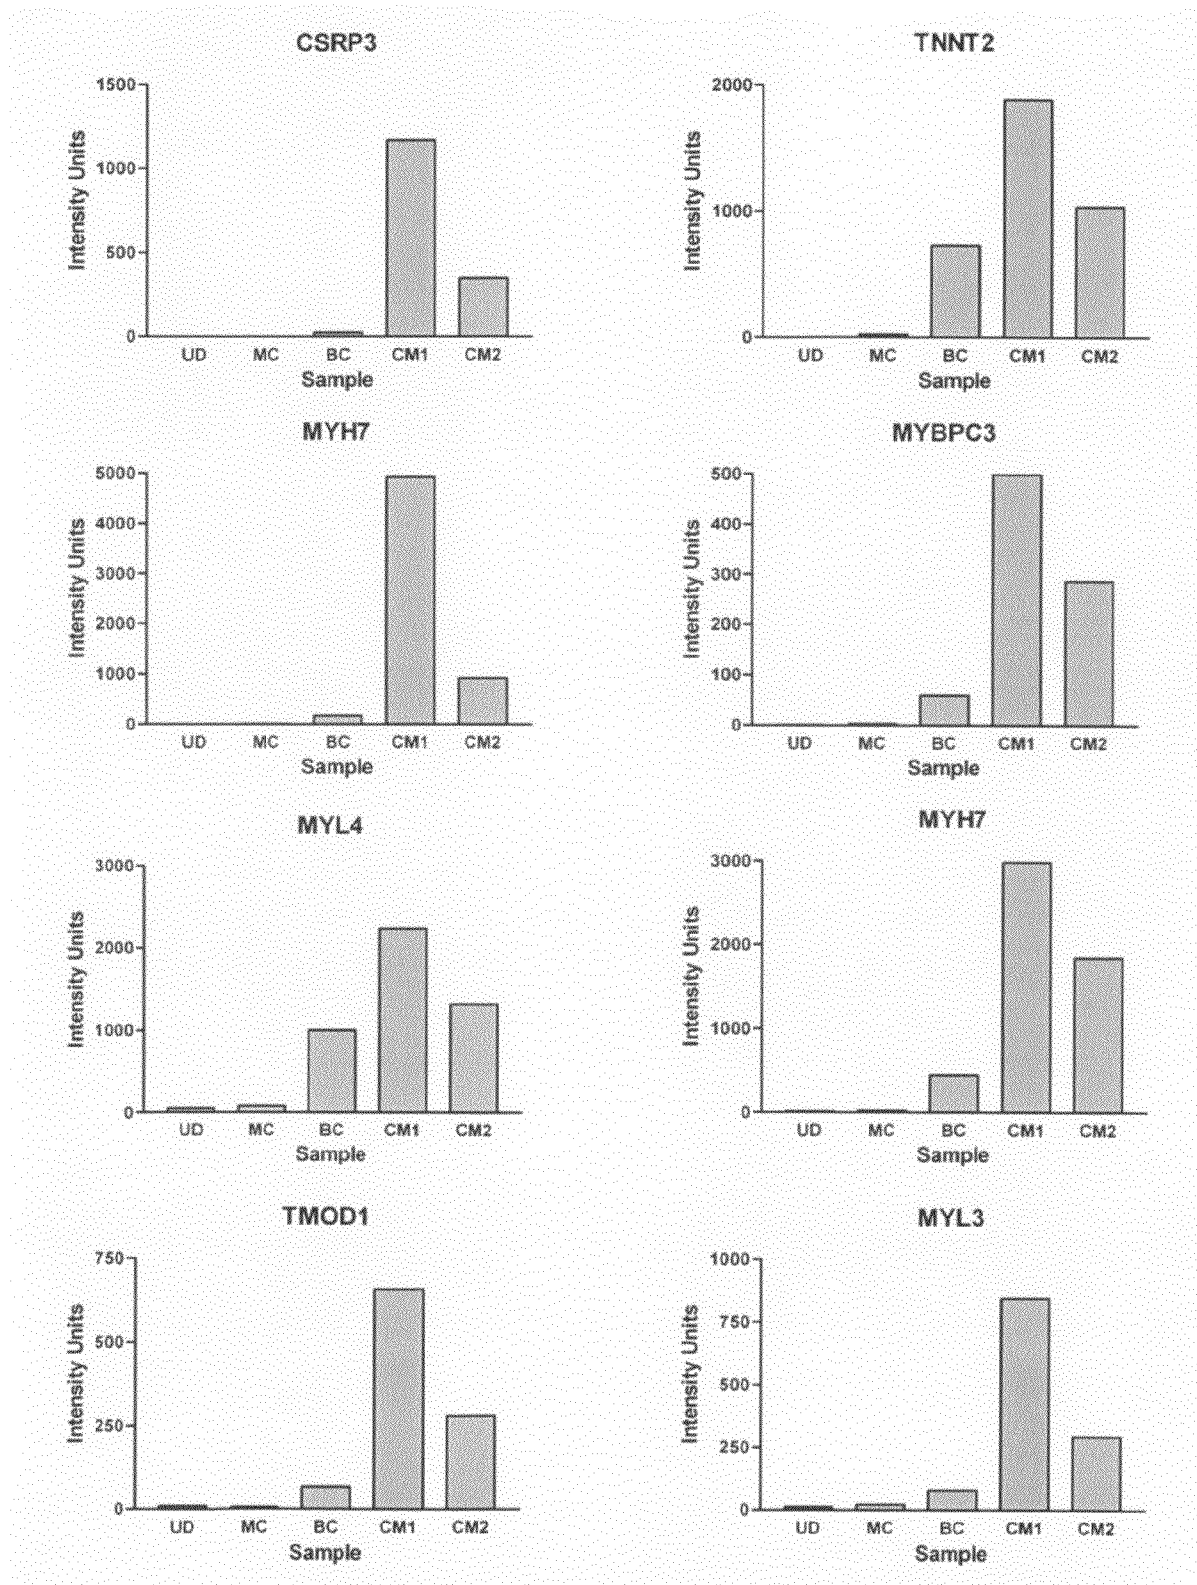 CSRP3
1500
1000
500
0
Intensity Units
UD MC BC CM1 CM2
Sample
TNNT2
2000
1000
0
Intensity Units
UD MC BC CM1 CM2
Sample
MYH7
5000
4000
3000
2000
1000
0
Intensity Units
UD MC BC CM1 CM2
Sample
MYBPC3
500
400
300
200
100
0
Intensity Units
UD MC BC CM1 CM2
Sample
MYL4
3000
2000
1000
0
Intensity Units
UD MC BC CM1 CM2
Sample
MYH7
3000
2000
1000
0
Intensity Units
UD MC BC CM1 CM2
Sample
TMOD1
750
500
250
0
Intensity Units
UD MC BC CM1 CM2
Sample
MYL3
1000
750
500
250
0
Intensity Units
UD MC BC CM1 CM2
Sample